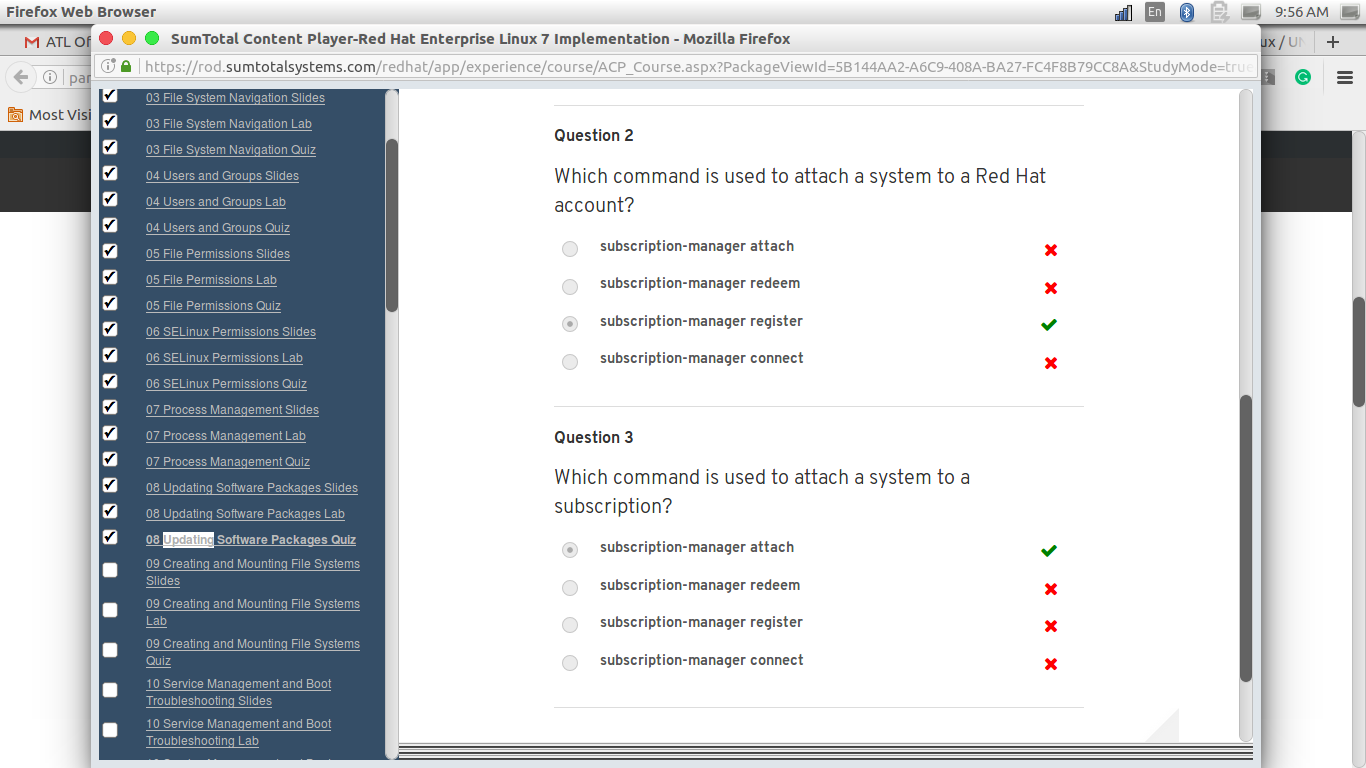 Firefox Web Browser
En
9:56 AM
ATL Of
SumTotal Content Player-Red Hat Enterprise Linux 7 Implementation - Mozilla Firefox
ux / UN
par
https://rod.sumtotalsystems.com/redhat/app/experience/course/ACP_Course.aspx?PackageViewId=5B144AA2-A6C9-408A-BA27-FC4F8B79CC8A&StudyMode=true
Most Visi
03 File System Navigation Slides
03 File System Navigation Lab
03 File System Navigation Quiz
04 Users and Groups Slides
04 Users and Groups Lab
04 Users and Groups Quiz
05 File Permissions Slides
05 File Permissions Lab
05 File Permissions Quiz
06 SELinux Permissions Slides
06 SELinux Permissions Lab
06 SELinux Permissions Quiz
07 Process Management Slides
07 Process Management Lab
07 Process Management Quiz
08 Updating Software Packages Slides
08 Updating Software Packages Lab
08 Updating Software Packages Quiz
09 Creating and Mounting File Systems
Slides
09 Creating and Mounting File Systems
Lab
09 Creating and Mounting File Systems
Quiz
10 Service Management and Boot
Troubleshooting Slides
10 Service Management and Boot
Troubleshooting Lab
Question 2
Which command is used to attach a system to a Red Hat
account?
subscription-manager attach
subscription-manager redeem
subscription-manager register
subscription-manager connect
Question 3
Which command is used to attach a system to a
subscription?
subscription-manager attach
subscription-manager redeem
subscription-manager register
subscription-manager connect